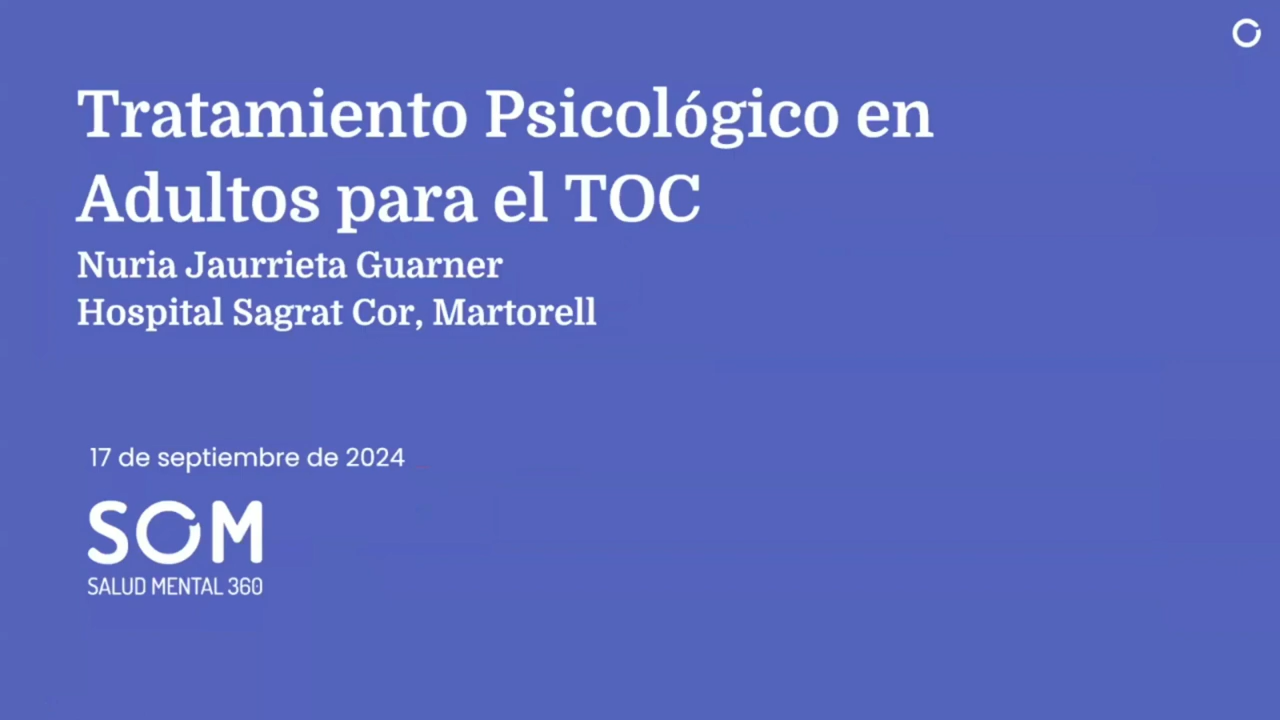 Tratamiento Psicológico en
Adultos para el TOC
Nuria Jaurrieta Guarner
Hospital Sagrat Cor, Martorell
17 de septiembre de 2024
SOM
SALUD MENTAL 360